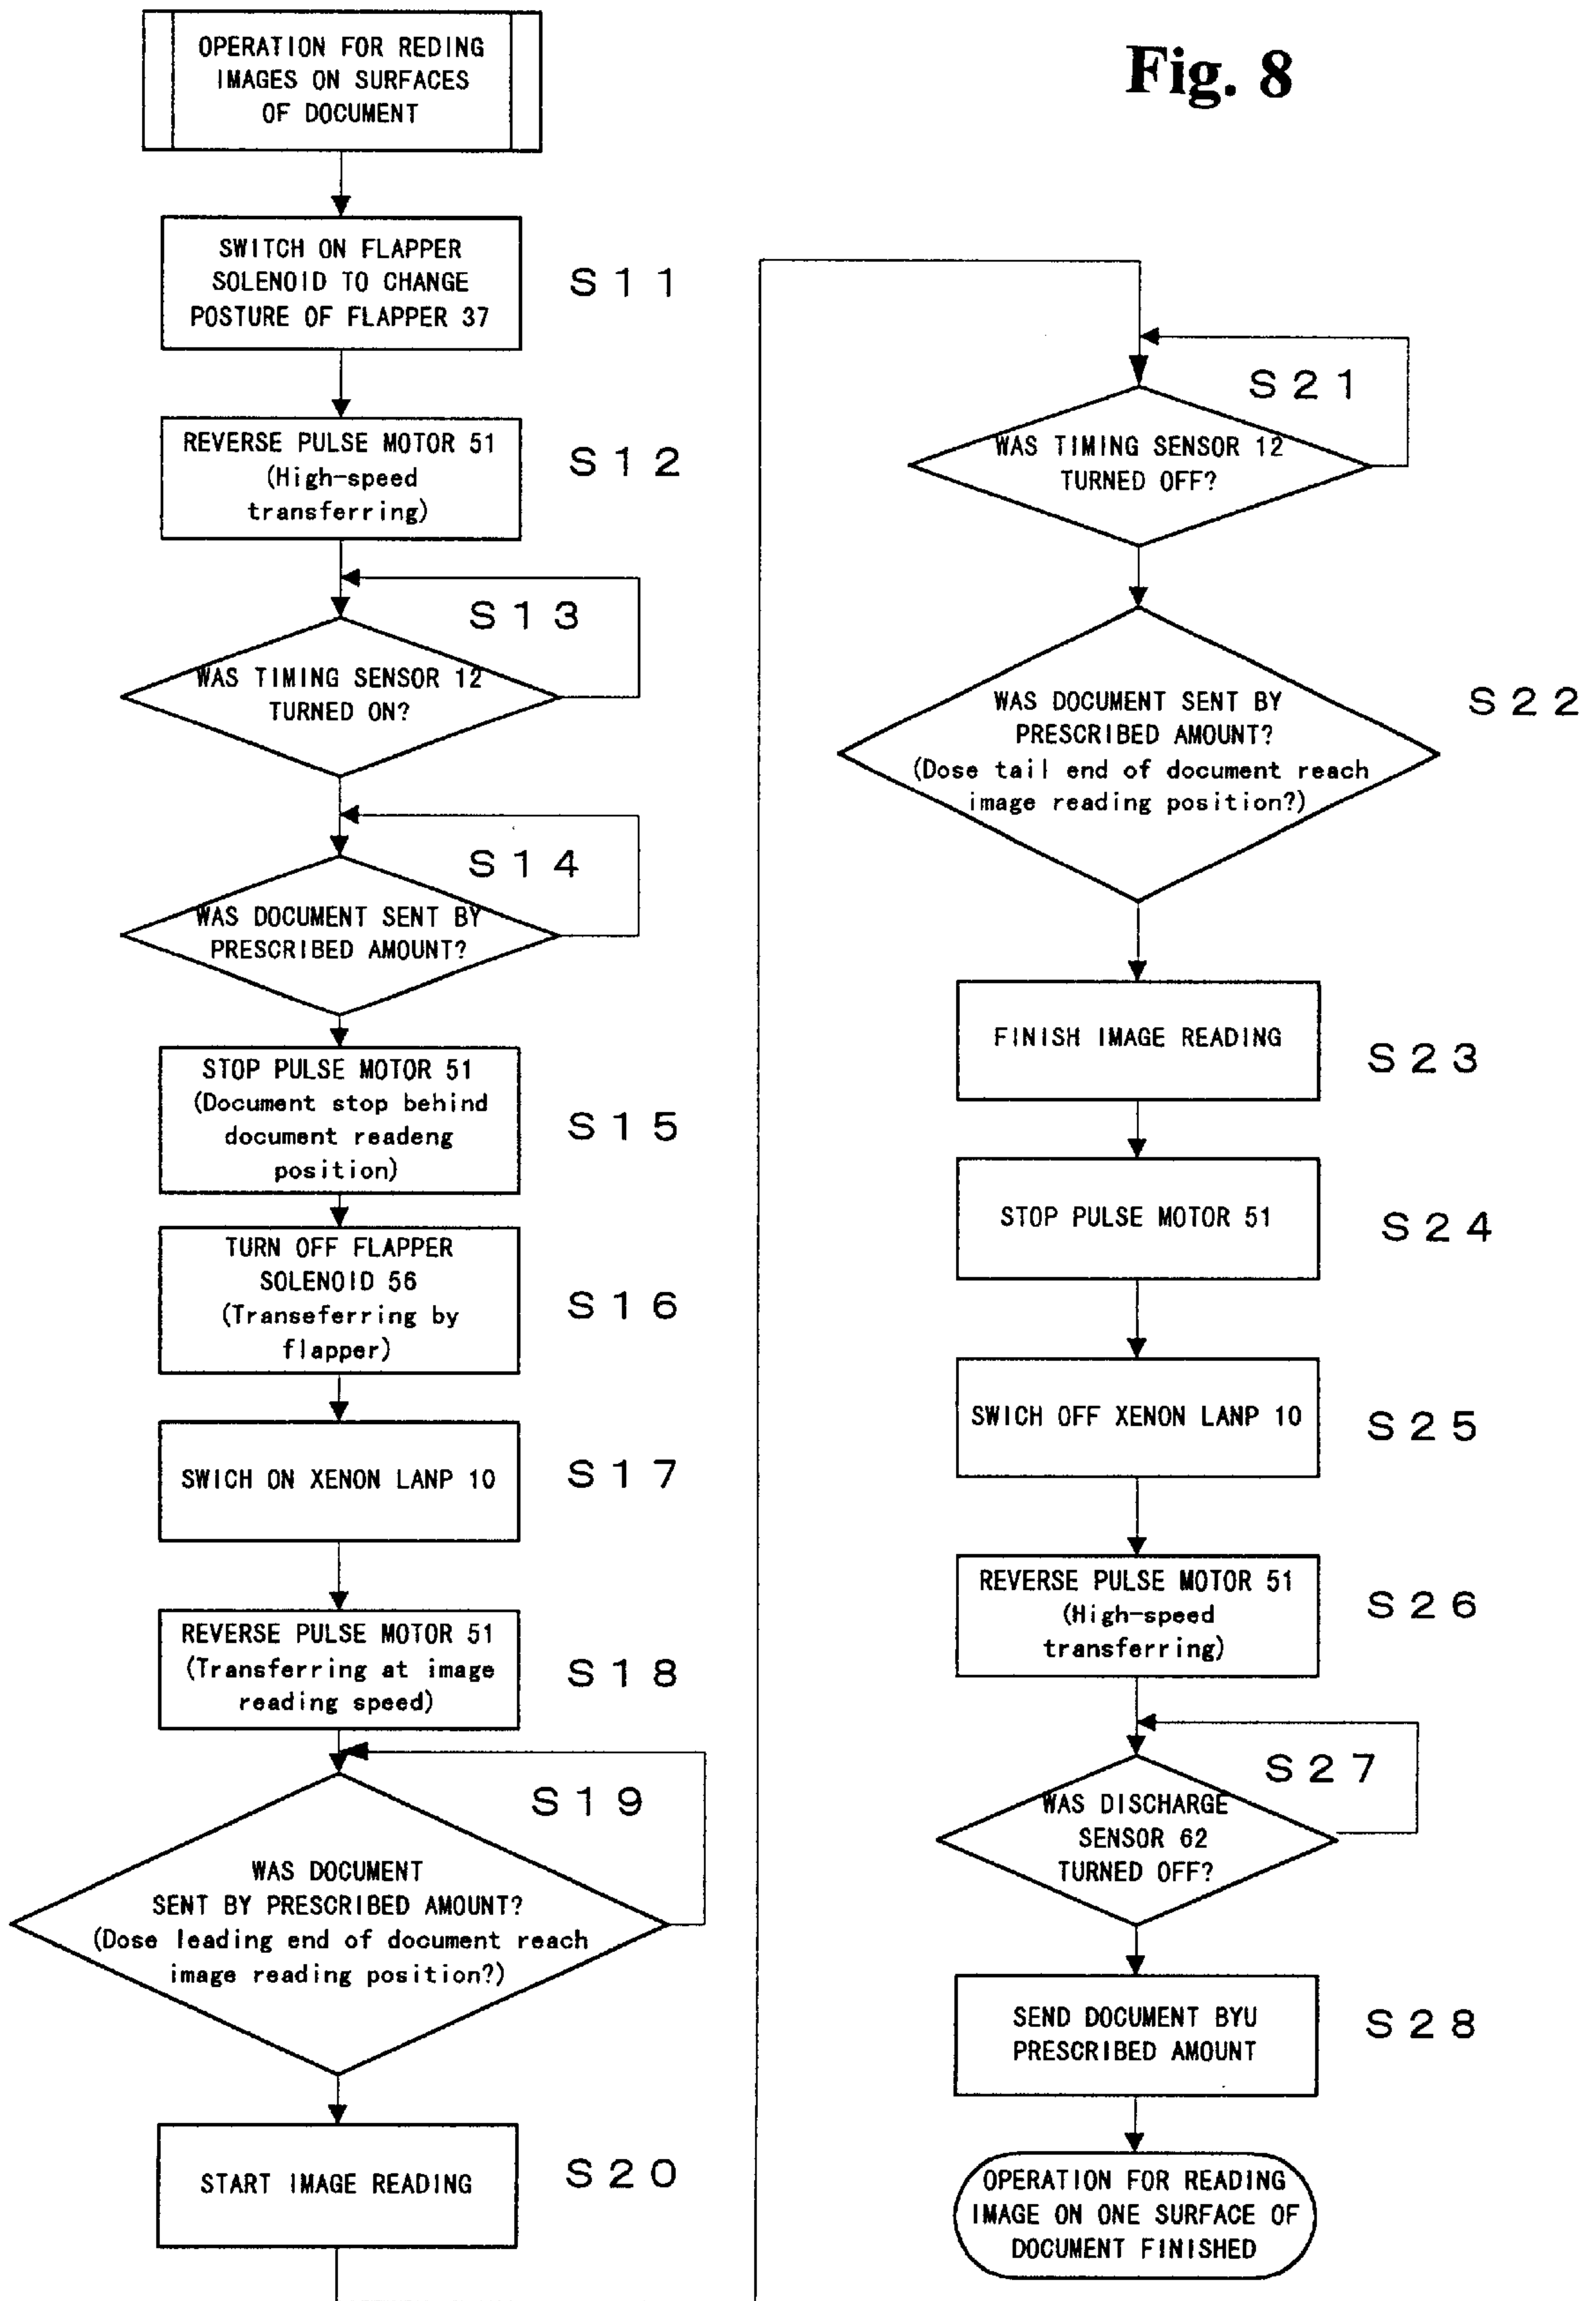 Fig. 8
OPERATION FOR REDING
IMAGES ON SURFACES
OF DOCUMENT
SWITCH ON FLAPPER
SOLENOID TO CHANGE
POSTURE OF FLAPPER 37
S11
REVERSE PULSE MOTOR 51
(High-speed
transferring)
S12
S13
WAS TIMING SENSOR 12
TURNED ON?
S14
WAS DOCUMENT SENT BY
PRESCRIBED AMOUNT?
STOP PULSE MOTOR 51
(Document stop behind
document readeng
position)
S15
TURN OFF FLAPPER
SOLENOID 56
(Transeferring by
flapper)
S16
SWICH ON XENON LANP 10
S17
REVERSE PULSE MOTOR 51
(Transferring at image
reading speed)
S18
S19
WAS DOCUMENT
SENT BY PRESCRIBED AMOUNT?
(Dose leading end of document reach
image reading position?)
START IMAGE READING
S20
S21
WAS TIMING SENSOR 12
TURNED OFF?
S22
WAS DOCUMENT SENT BY
PRESCRIBED AMOUNT?
(Dose tail end of document reach
image reading position?)
FINISH IMAGE READING
S23
STOP PULSE MOTOR 51
S24
SWICH OFF XENON LANP 10
S25
REVERSE PULSE MOTOR 51
(High-speed
transferring)
S26
S27
WAS DISCHARGE
SENSOR 62
TURNED OFF?
SEND DOCUMENT BYU
PRESCRIBED AMOUNT
S28
OPERATION FOR READING
IMAGE ON ONE SURFACE OF
DOCUMENT FINISHED